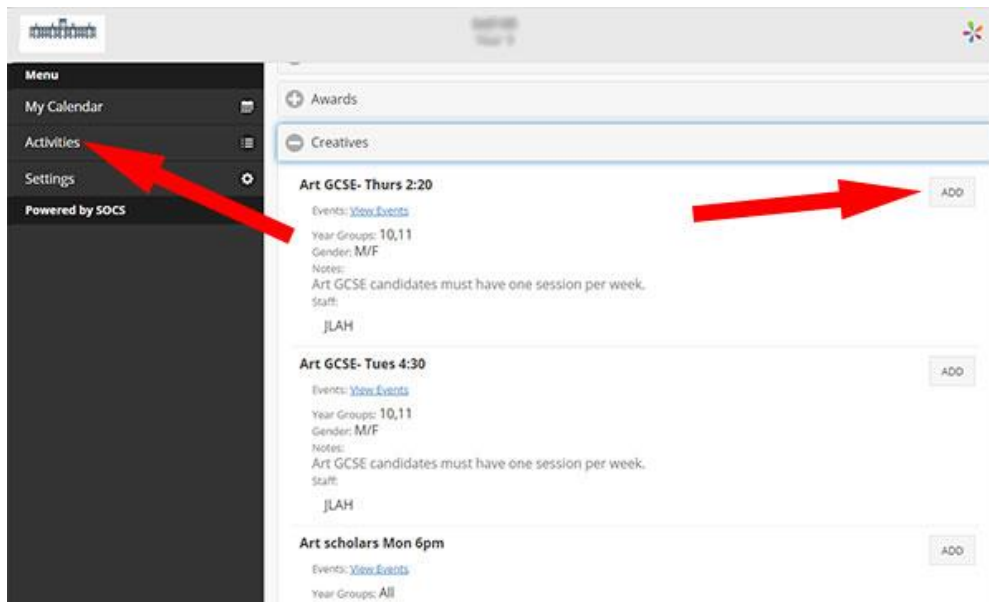 Menu
My Calendar
Activities
Settings
Powered by SOCS
Awards
Creatives
Art GCSE- Thurs 2:20
ADD
Events: View Events
Year Groups: 10,11
Gender: M/F
Notes:
Art GCSE candidates must have one session per week.
Staff:
JLAH
Art GCSE- Tues 4:30
ADD
Events: View Events
Year Groups: 10,11
Gender: M/F
Notes:
Art GCSE candidates must have one session per week.
Staff:
JLAH
Art scholars Mon 6pm
ADD
Events: View Events
Year Groups: All